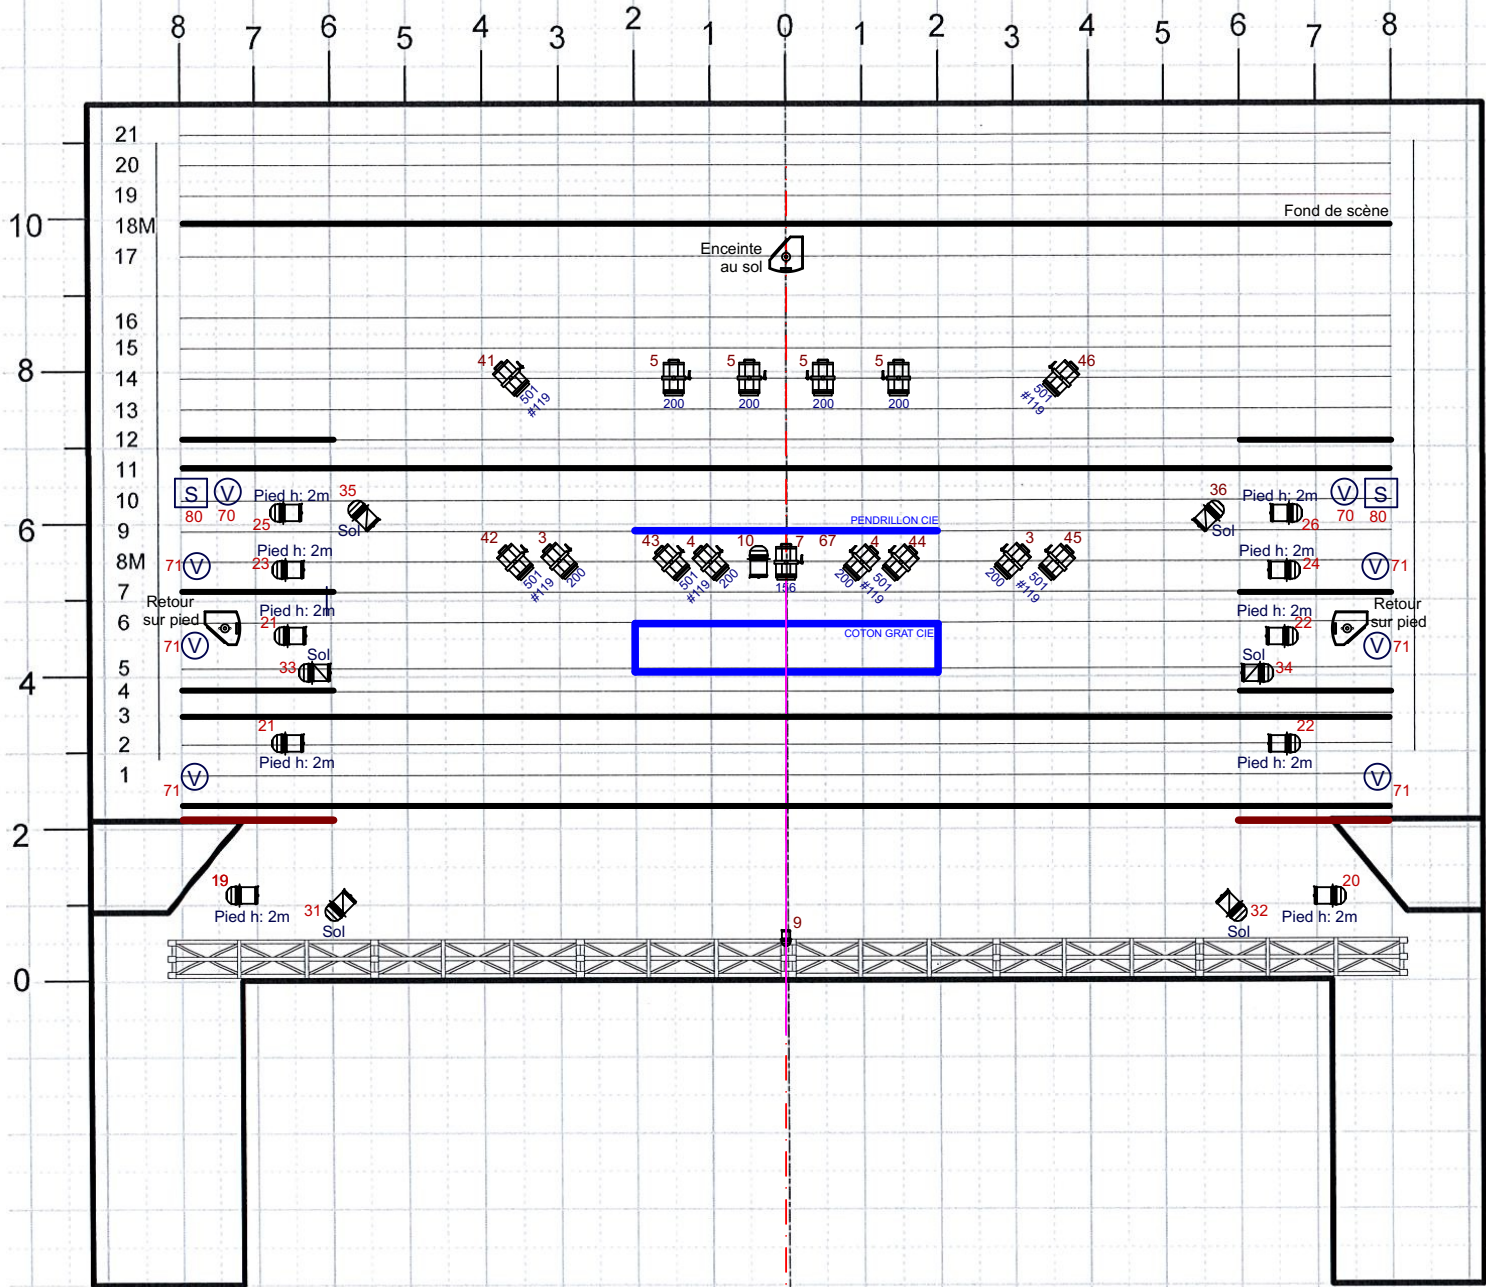 8 7 6 5 4 3 2 1 0 1 2 3 4 5 6 7 8
21
20
19
10
18M
Fond de scène
17
Enceinte
au sol
16
15
8
14
41
5
5
5
5
46
501
#119
200
200
200
200
501
#119
13
12
11
10
S
V
Pied h: 2m
35
36
Pied h: 2m
V
S
80
70
25
Sol
Sol
26
70
80
6
9
PENDRILLON CIE
42
3
43
4
10
7
67
4
44
3
45
8M
71
V
Pied h: 2m
23
Pied h: 2m
24
V
71
501
#119
200
501
#119
200
156
200
501
#119
200
501
#119
7
Retour
sur pied
Pied h: 2m
21
Pied h: 2m
22
Retour
sur pied
6
COTON GRAT CIE
71
V
V
71
Sol
33
Sol
34
5
4
4
3
21
22
2
Pied h: 2m
Pied h: 2m
1
V
71
V
71
2
19
20
Pied h: 2m
31
32
Pied h: 2m
Sol
Sol
9
0